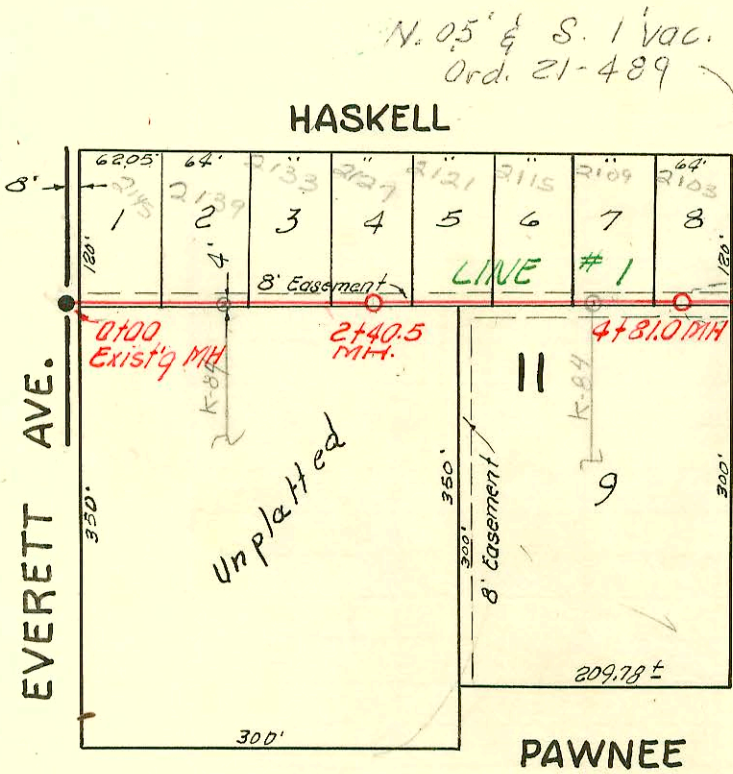 N. 0.5' & S. 1' Vac.
Ord. 21-489
HASKELL
62.05' 64' " " " " " 64'
8'
2145 2139 2133 2127 2121 2115 2109 2103
1 2 3 4 5 6 7 8
120' 4' 120'
8' Easement
LINE #1
0+00
Exist'g MH
2+40.5
MH.
4+81.0 MH
K-84
K-84
11
9
EVERETT AVE.
350'
Unplatted
350'
300'
8' Easement
300'
209.78 ±
300'
PAWNEE